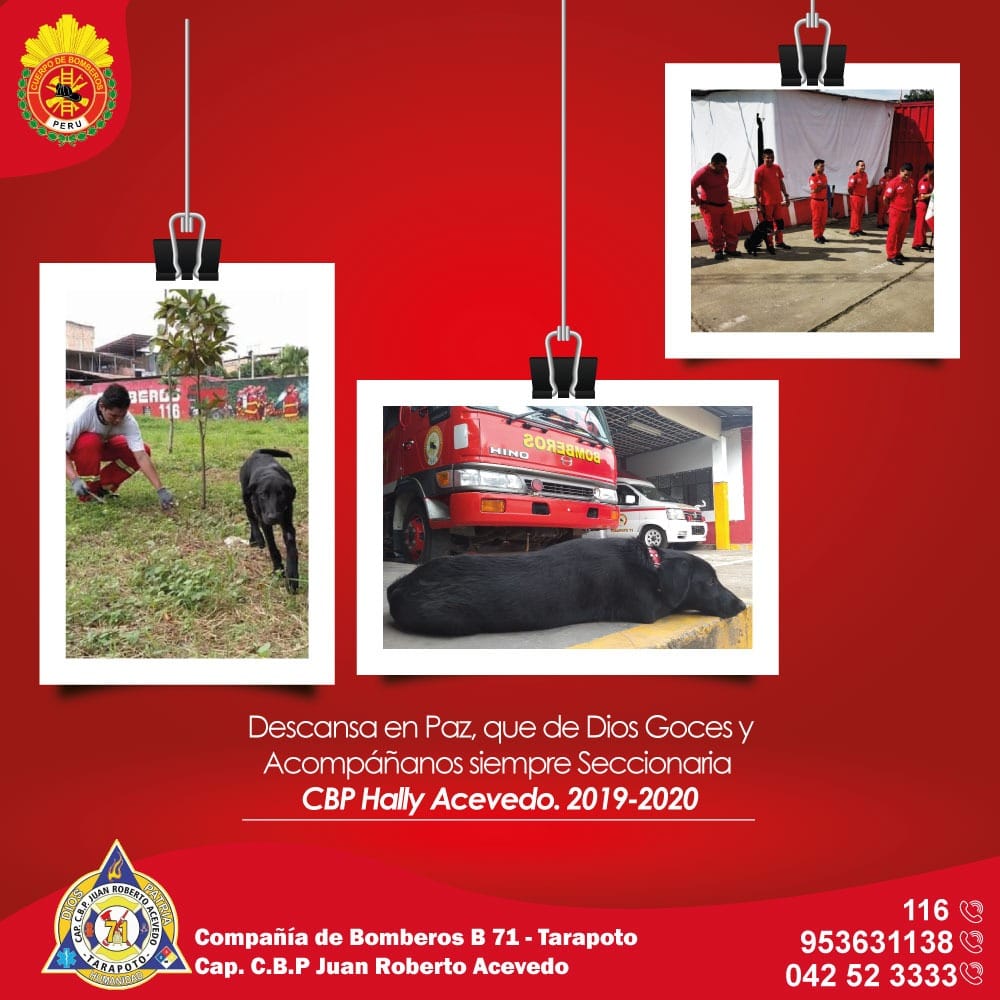 CUERPO DE BOMBEROS
PERU
BEROS
116
BOMBEROS
HINO
Descansa en Paz, que de Dios Goces y
Acompáñanos siempre Seccionaria
CBP Hally Acevedo. 2019-2020
CAP. C.B.P. JUAN ROBERTO ACEVEDO
DIOS
PATRIA
71
- TARAPOTO -
HUMANIDAD
Compañía de Bomberos B 71 - Tarapoto
Cap. C.B.P Juan Roberto Acevedo
116
953631138
042 52 3333